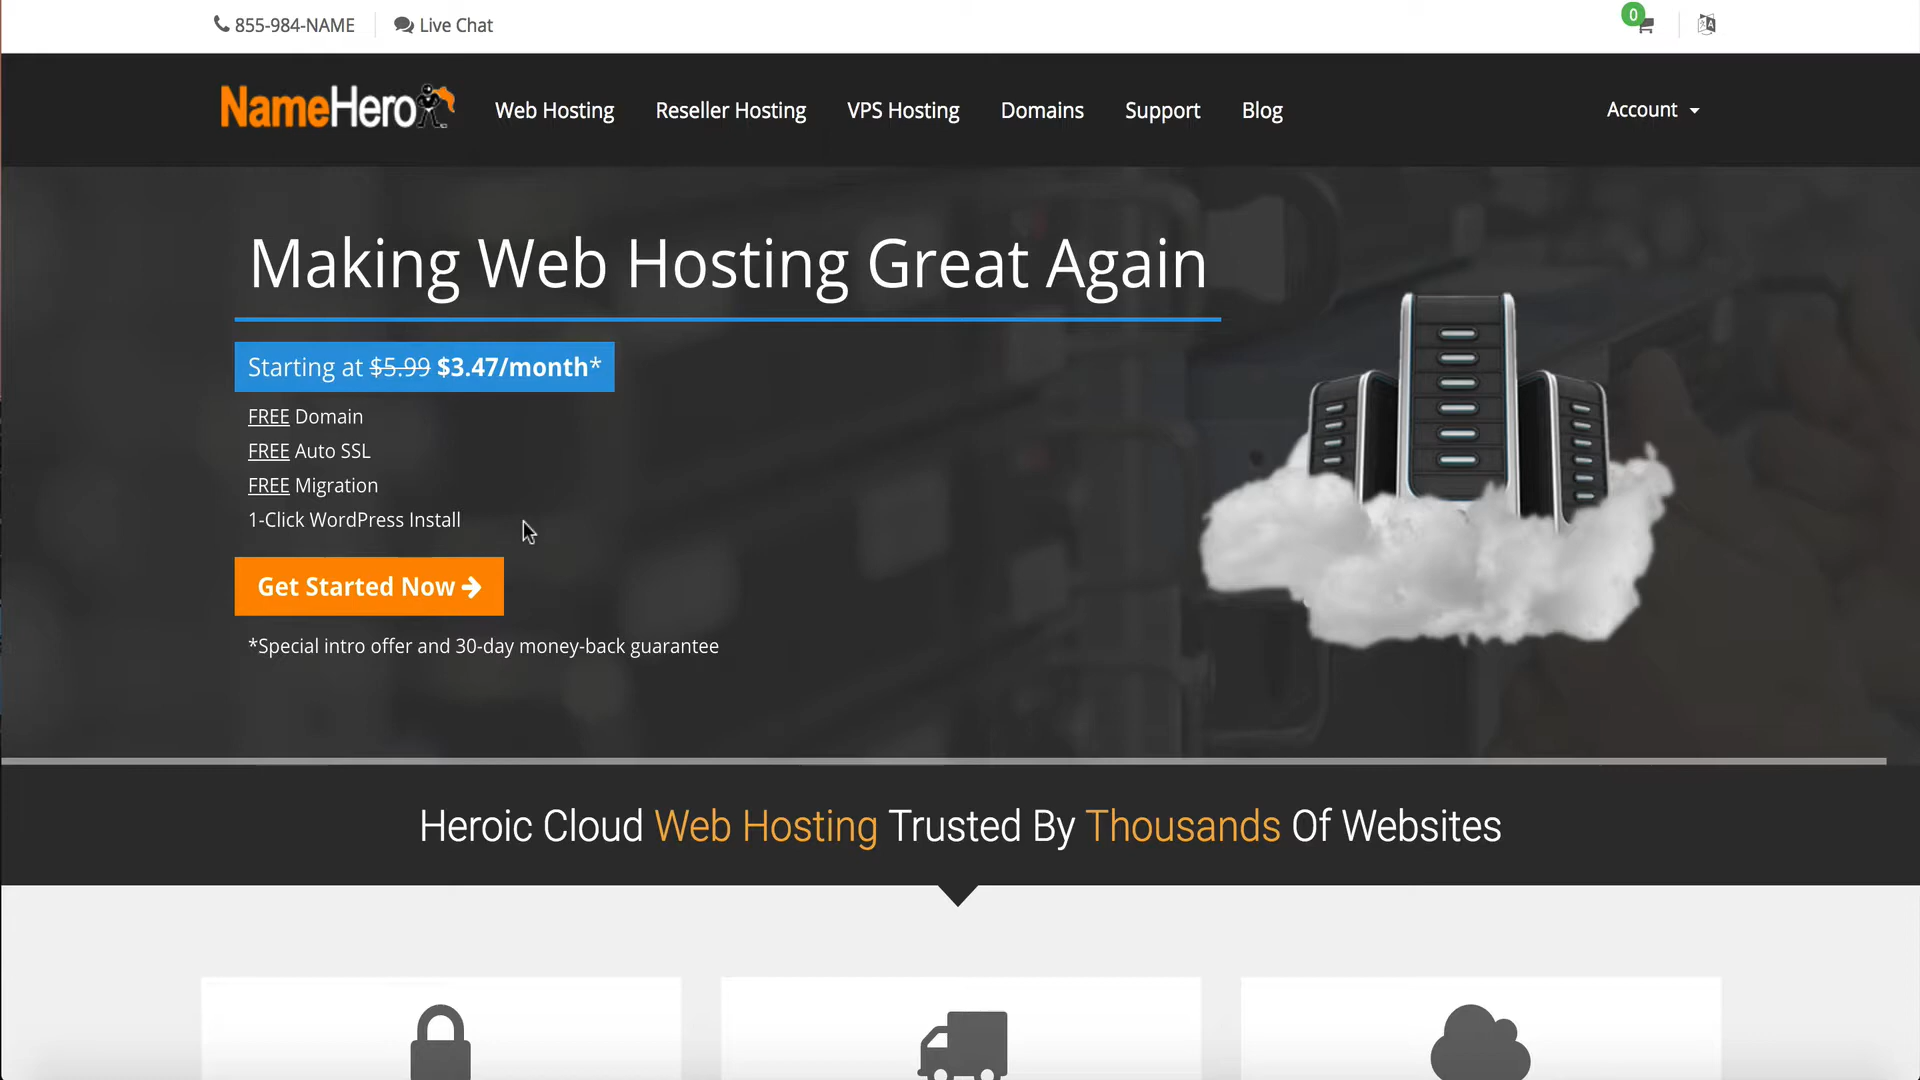 855-984-NAME
Live Chat
0
NameHero
Web Hosting
Reseller Hosting
VPS Hosting
Domains
Support
Blog
Account
Making Web Hosting Great Again
Starting at $5.99 $3.47/month*
FREE Domain
FREE Auto SSL
FREE Migration
1-Click WordPress Install
Get Started Now
*Special intro offer and 30-day money-back guarantee
Heroic Cloud Web Hosting Trusted By Thousands Of Websites